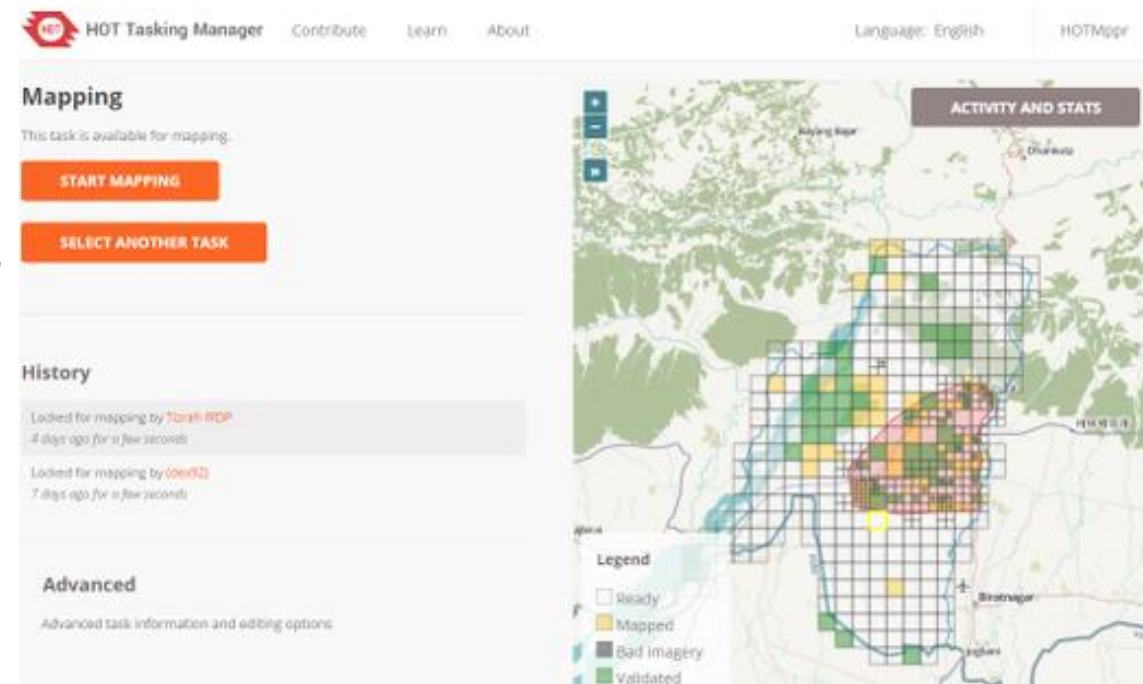 HOT
HOT Tasking Manager
Contribute
Learn
About
Language: English
HOTMppr
Mapping
This task is available for mapping.
START MAPPING
SELECT ANOTHER TASK
History
Locked for mapping by
4 days ago for a few seconds
Locked for mapping by (dex92)
7 days ago for a few seconds
Advanced
Advanced task information and editing options
ACTIVITY AND STATS
Dhankuta
Biratnagar
Jogbani
Legend
Ready
Mapped
Bad imagery
Validated